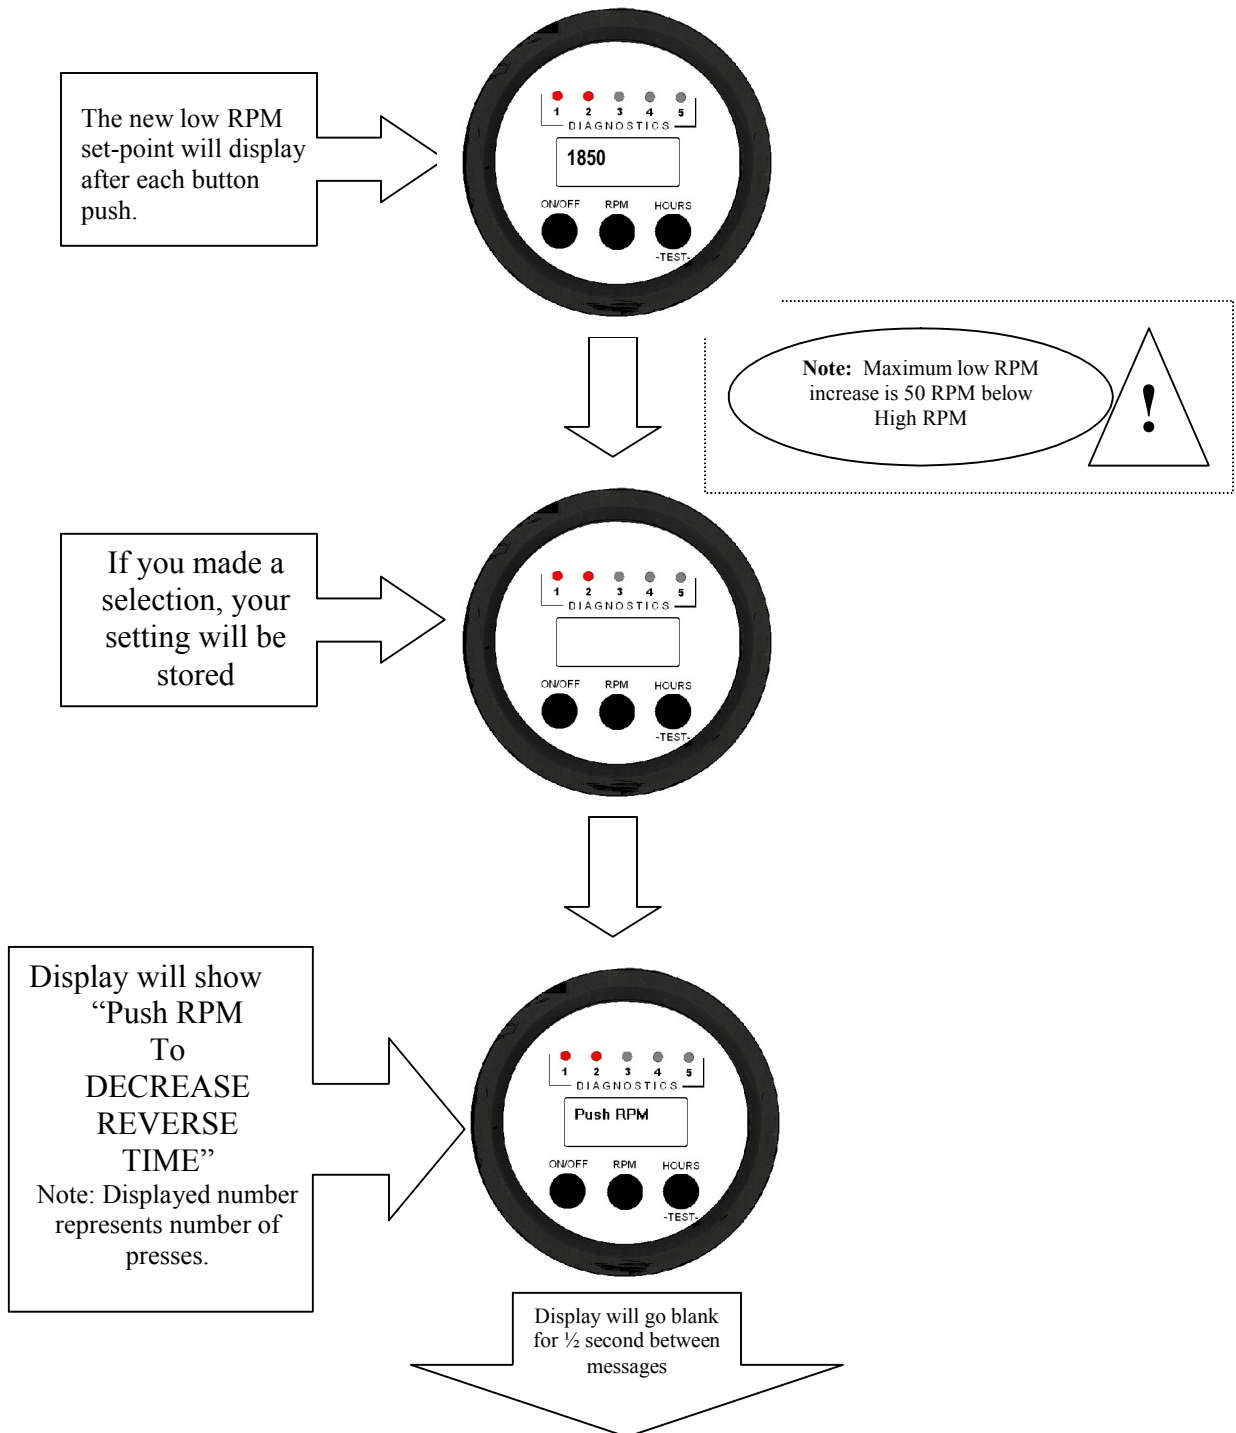 The new low RPM
set-point will display
after each button
push.
1 2 3 4 5
DIAGNOSTICS
1850
ON/OFF RPM HOURS
-TEST-
Note: Maximum low RPM
increase is 50 RPM below
High RPM
!
If you made a
selection, your
setting will be
stored
1 2 3 4 5
DIAGNOSTICS
ON/OFF RPM HOURS
-TEST-
Display will show
“Push RPM
To
DECREASE
REVERSE
TIME”
Note: Displayed number
represents number of
presses.
1 2 3 4 5
DIAGNOSTICS
Push RPM
ON/OFF RPM HOURS
-TEST-
Display will go blank
for ½ second between
messages